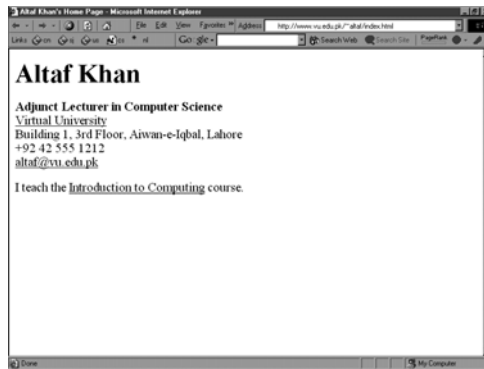 Altaf Khan's Home Page - Microsoft Internet Explorer
File Edit View Favorites » Address http://www.vu.edu.pk/~altaf/index.html
Links Google Search Web Search Site PageRank
Altaf Khan
Adjunct Lecturer in Computer Science
Virtual University
Building 1, 3rd Floor, Aiwan-e-Iqbal, Lahore
+92 42 555 1212
altaf@vu.edu.pk
I teach the Introduction to Computing course.
Done My Computer